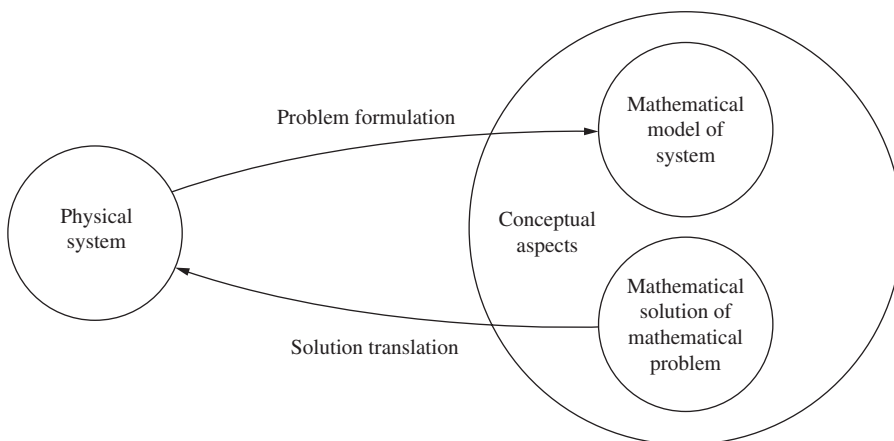 Problem formulation
Mathematical
model of
system
Physical
system
Conceptual
aspects
Mathematical
solution of
mathematical
problem
Solution translation